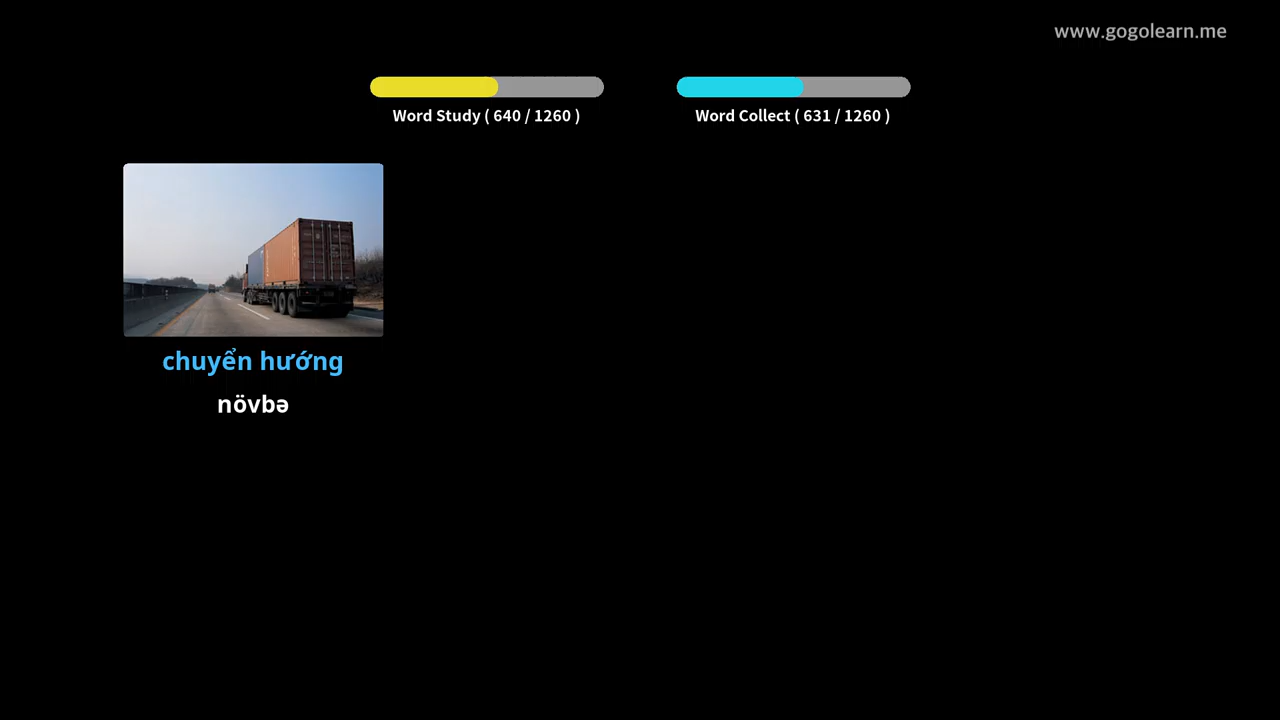 www.gogolearn.me
Word Study ( 640 / 1260 )
Word Collect ( 631 / 1260 )
chuyển hướng
növbə